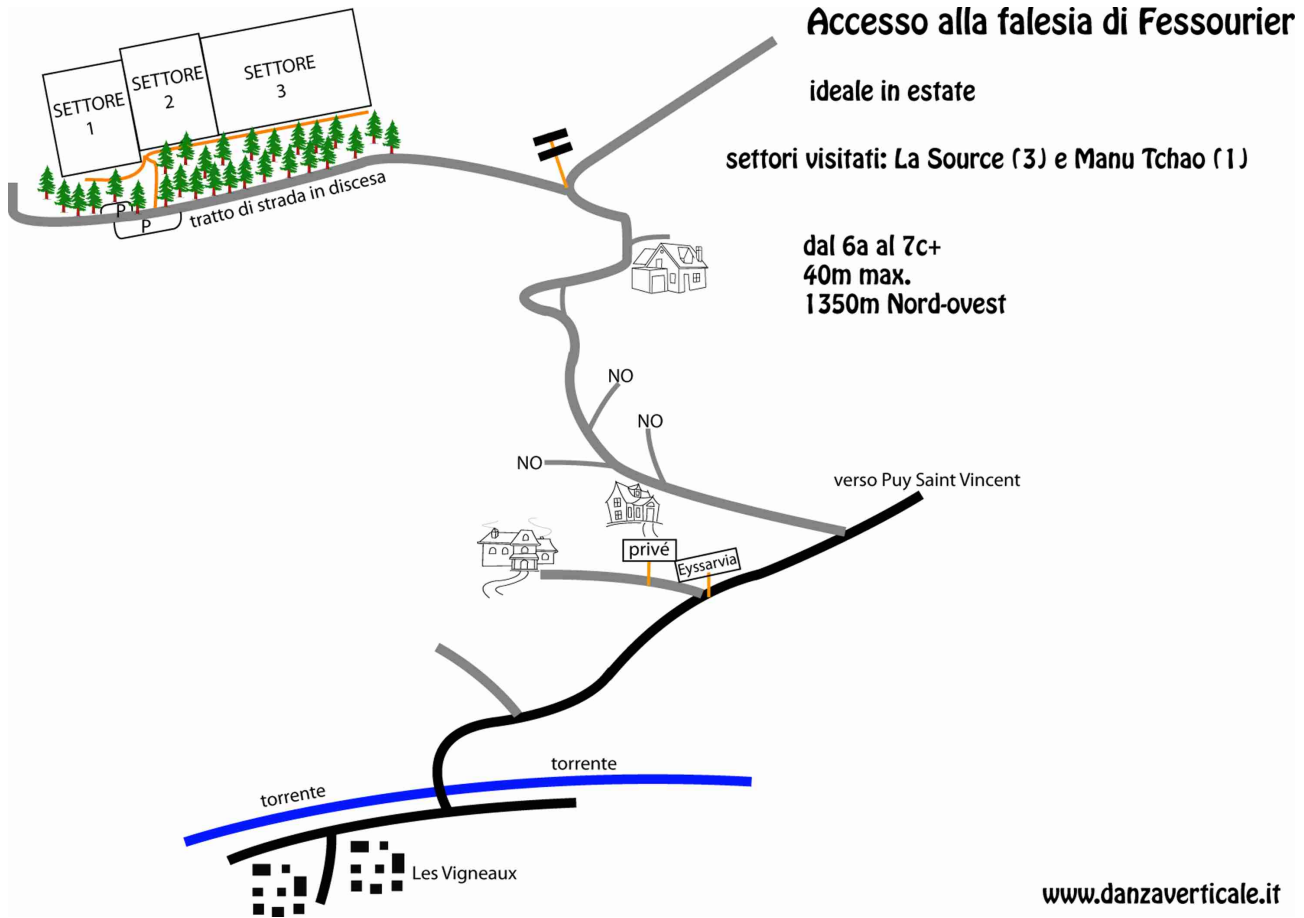 Accesso alla falesia di Fessourier
ideale in estate
settori visitati: La Source (3) e Manu Tchao (1)
dal 6a al 7c+
40m max.
1350m Nord-ovest
SETTORE
1
SETTORE
2
SETTORE
3
P
P
tratto di strada in discesa
NO
NO
NO
verso Puy Saint Vincent
privé
Eyssarvia
torrente
torrente
Les Vigneaux
www.danzaverticale.it